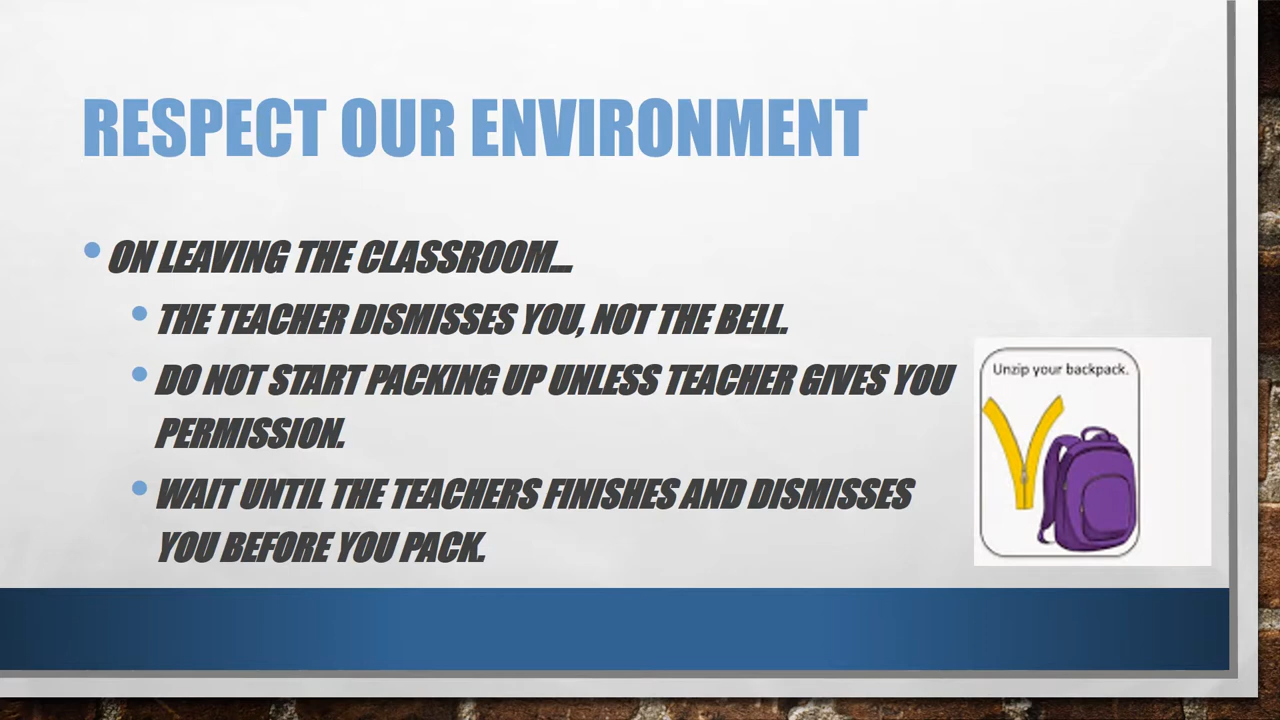 RESPECT OUR ENVIRONMENT
• ON LEAVING THE CLASSROOM...
• THE TEACHER DISMISSES YOU, NOT THE BELL.
• DO NOT START PACKING UP UNLESS TEACHER GIVES YOU
PERMISSION.
• WAIT UNTIL THE TEACHERS FINISHES AND DISMISSES
YOU BEFORE YOU PACK.
Unzip your backpack.